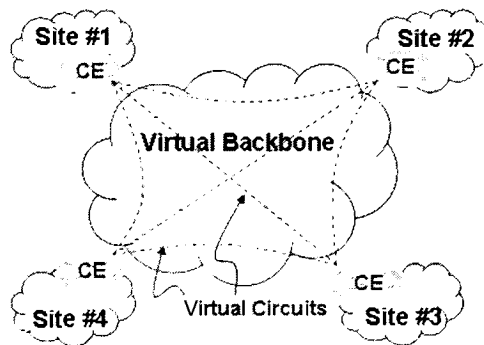 Site #1
CE
Site #2
CE
Virtual Backbone
CE
Site #4
Virtual Circuits
CE
Site #3